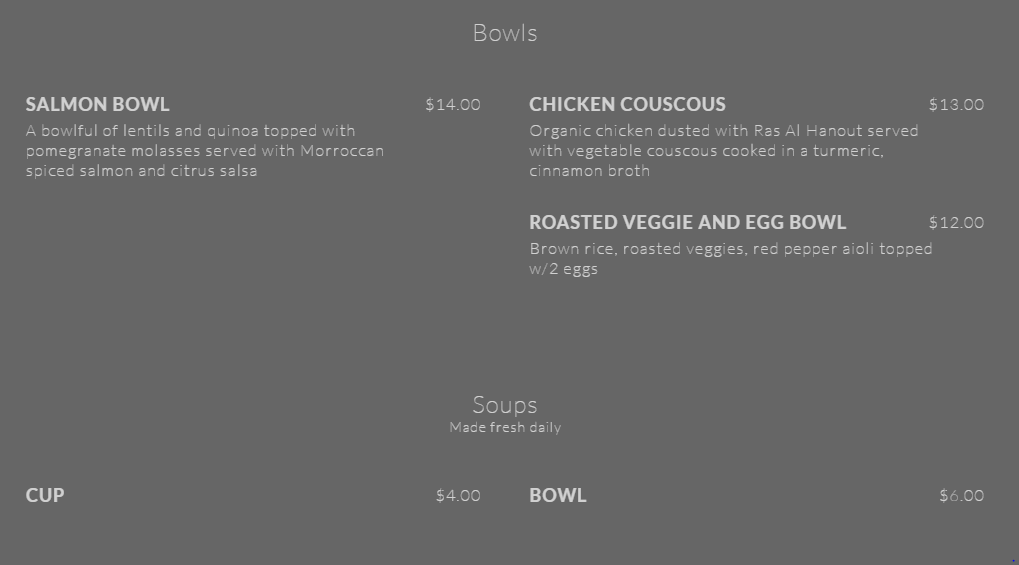 Bowls
SALMON BOWL $14.00
A bowlful of lentils and quinoa topped with
pomegranate molasses served with Morroccan
spiced salmon and citrus salsa
CHICKEN COUSCOUS $13.00
Organic chicken dusted with Ras Al Hanout served
with vegetable couscous cooked in a turmeric,
cinnamon broth
ROASTED VEGGIE AND EGG BOWL $12.00
Brown rice, roasted veggies, red pepper aioli topped
w/2 eggs
Soups
Made fresh daily
CUP $4.00
BOWL $6.00